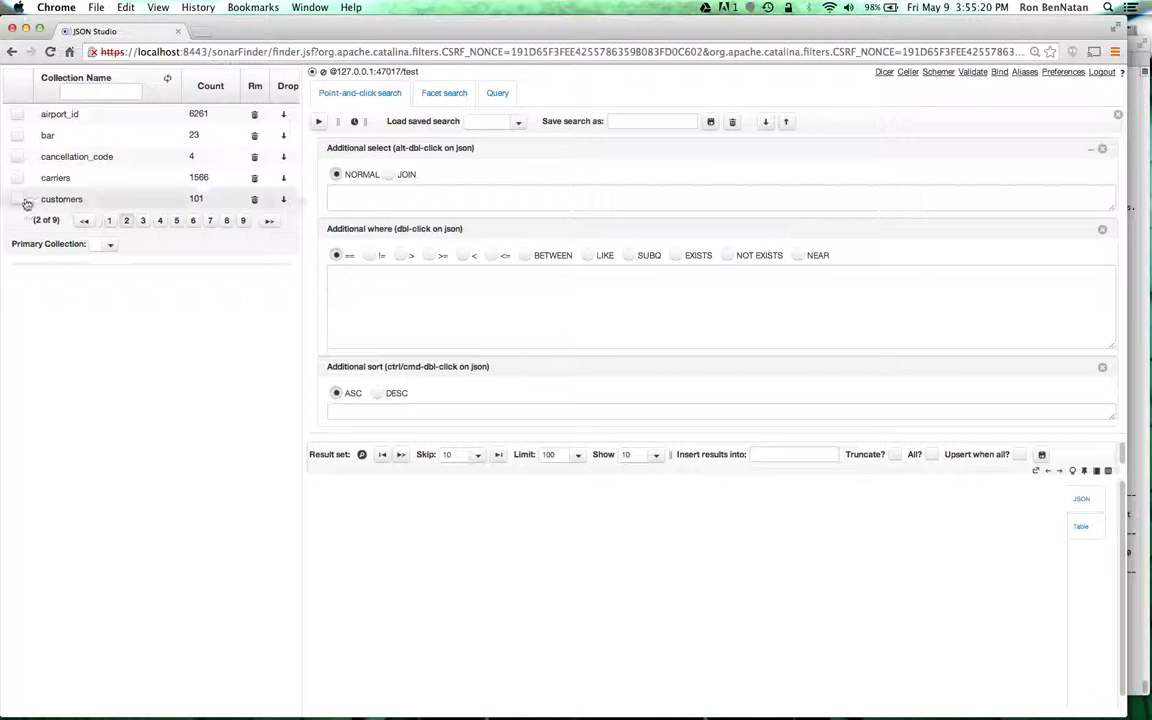 Chrome File Edit View History Bookmarks Window Help 1 98% Fri May 9 3:55:20 PM Ron BenNatan
JSON Studio
https://localhost:8443/sonarFinder/finder.jsf?org.apache.catalina.filters.CSRF_NONCE=191D65F3FEE4255786359B083FD0C602&org.apache.catalina.filters.CSRF_NONCE=191D65F3FEE4255786363...
Collection Name Count Rm Drop
airport_id 6261
bar 23
cancellation_code 4
carriers 1566
customers 101
(2 of 9) 1 2 3 4 5 6 7 8 9
Primary Collection:
@127.0.0.1:47017/test
Dicer Celler Schemer Validate Bind Aliases Preferences Logout ?
Point-and-click search Facet search Query
Load saved search Save search as:
Additional select (alt-dbl-click on json)
NORMAL JOIN
Additional where (dbl-click on json)
== != > >= < <= BETWEEN LIKE SUBQ EXISTS NOT EXISTS NEAR
Additional sort (ctrl/cmd-dbl-click on json)
ASC DESC
Result set: Skip: 10 Limit: 100 Show 10 Insert results into: Truncate? All? Upsert when all?
JSON
Table